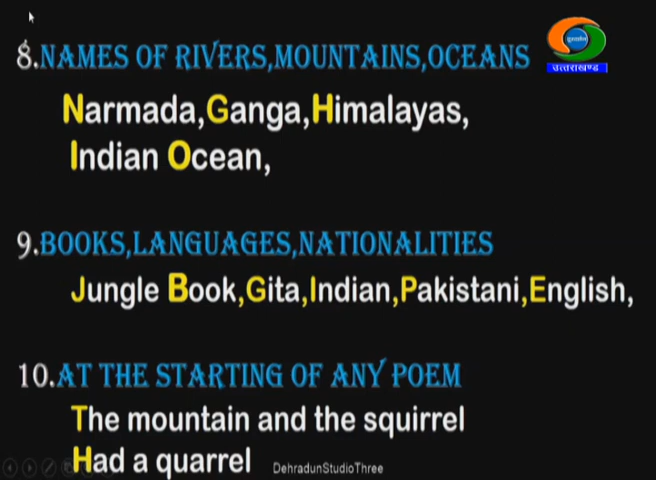 8.NAMES OF RIVERS,MOUNTAINS,OCEANS
दूरदर्शन
उत्तराखण्ड
Narmada,Ganga,Himalayas,
Indian Ocean,
9.BOOKS,LANGUAGES,NATIONALITIES
Jungle Book,Gita,Indian,Pakistani,English,
10.AT THE STARTING OF ANY POEM
The mountain and the squirrel
Had a quarrel
DehradunStudioThree